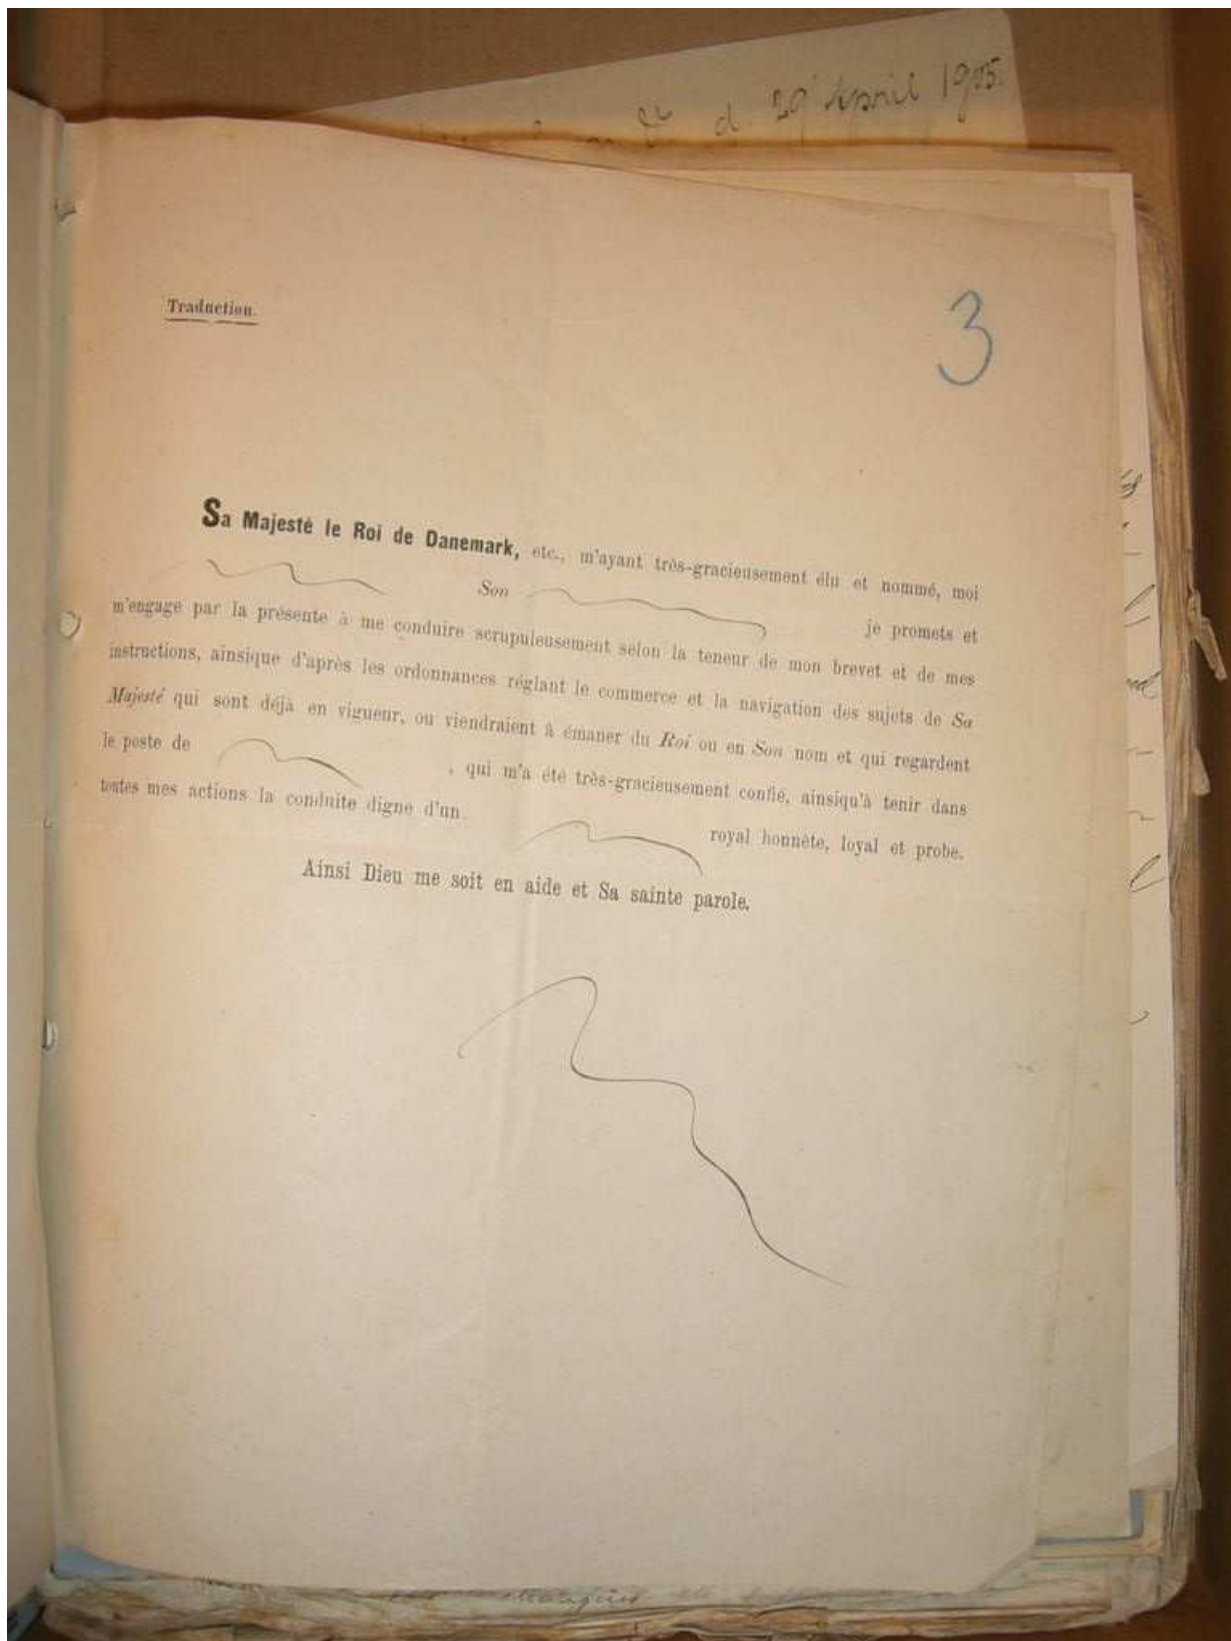 d. 29 April 1905.
Traduction.
3
Sa Majesté le Roi de Danemark, etc., m'ayant très-gracieusement élu et nommé, moi
Son je promets et
m'engage par la présente à me conduire scrupuleusement selon la teneur de mon brevet et de mes
instructions, ainsique d'après les ordonnances réglant le commerce et la navigation des sujets de Sa
Majesté qui sont déjà en vigueur, ou viendraient à émaner du Roi ou en Son nom et qui regardent
le poste de , qui m'a été très-gracieusement confié, ainsiqu'à tenir dans
toutes mes actions la conduite digne d'un royal honnête, loyal et probe.
Ainsi Dieu me soit en aide et Sa sainte parole.